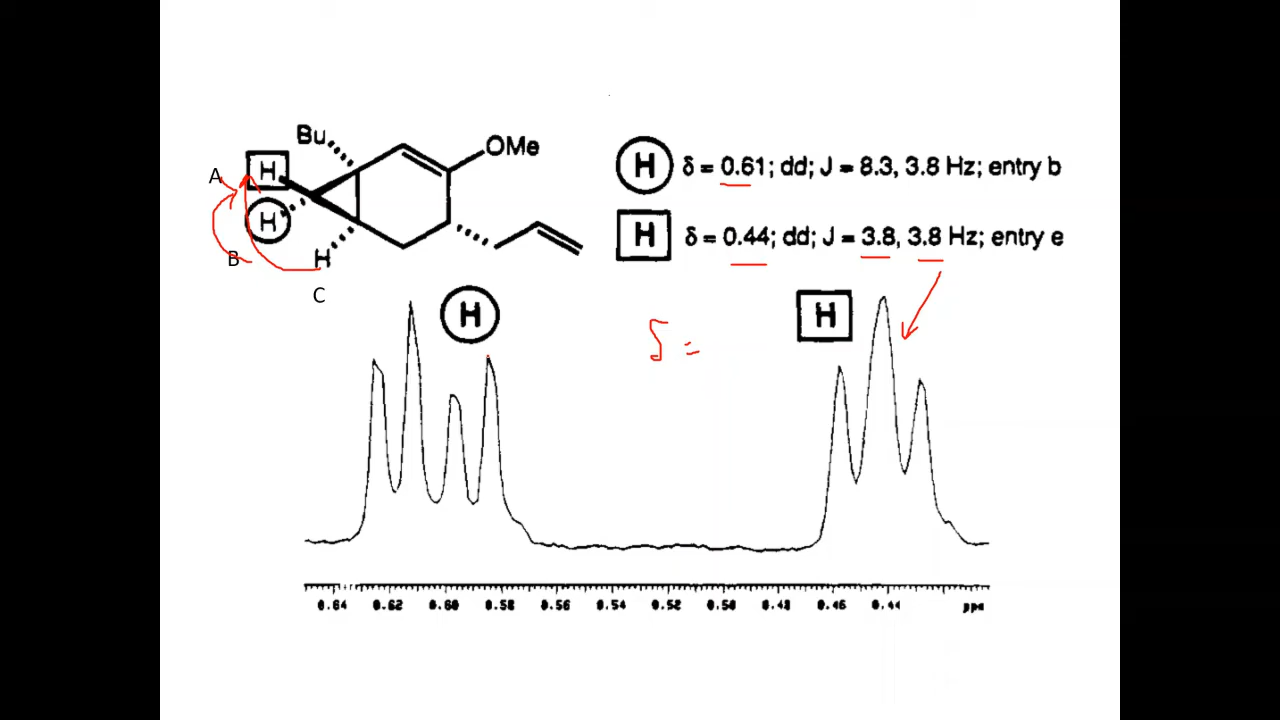 Bu
OMe
H δ = 0.61; dd; J = 8.3, 3.8 Hz; entry b
A H
H
H δ = 0.44; dd; J = 3.8, 3.8 Hz; entry e
B H
C
H H
δ =
0.64 0.62 0.60 0.58 0.56 0.54 0.52 0.50 0.48 0.46 0.44 ppm